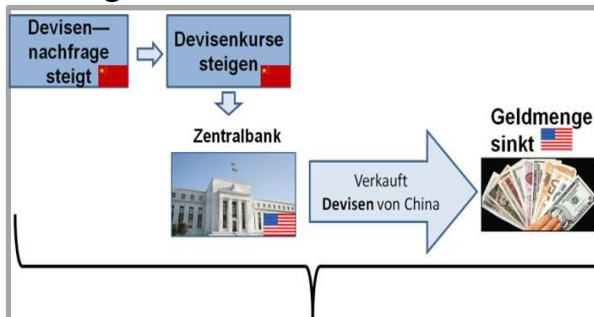 Devisen—
nachfrage
steigt
Devisenkurse
steigen
Zentralbank
Geldmenge
sinkt
Verkauft
Devisen von China